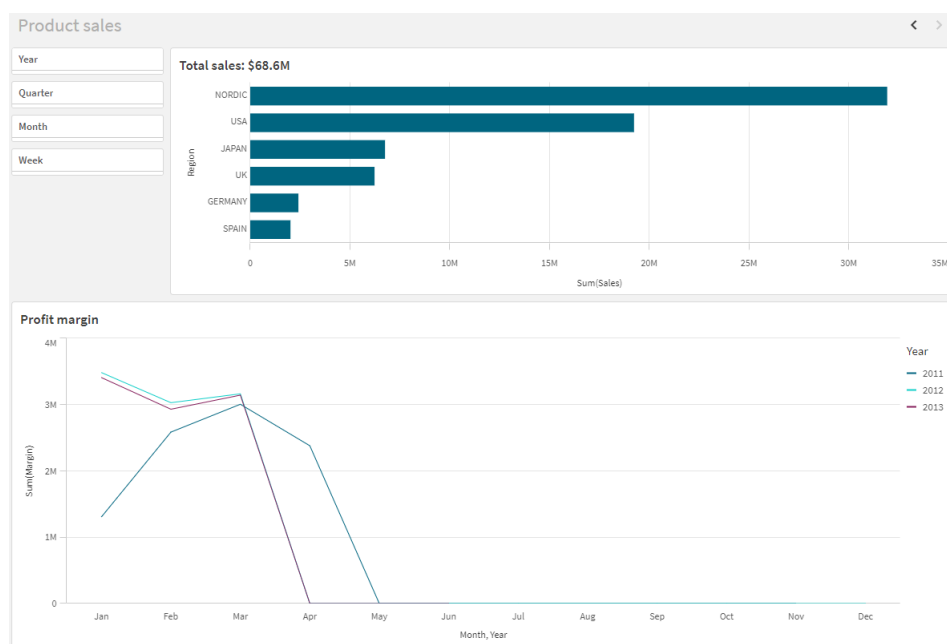 Product sales
Year
Quarter
Month
Week
Total sales: $68.6M
Region
NORDIC
USA
JAPAN
UK
GERMANY
SPAIN
0 5M 10M 15M 20M 25M 30M 35M
Sum(Sales)
Profit margin
Sum(Margin)
4M
3M
2M
1M
0
Jan Feb Mar Apr May Jun Jul Aug Sep Oct Nov Dec
Month, Year
Year
2011
2012
2013